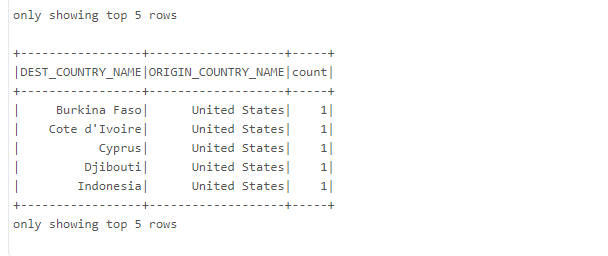 only showing top 5 rows
+-----------------+-------------------+-----+
|DEST_COUNTRY_NAME|ORIGIN_COUNTRY_NAME|count|
+-----------------+-------------------+-----+
|     Burkina Faso|      United States|    1|
|    Cote d'Ivoire|      United States|    1|
|           Cyprus|      United States|    1|
|         Djibouti|      United States|    1|
|        Indonesia|      United States|    1|
+-----------------+-------------------+-----+
only showing top 5 rows